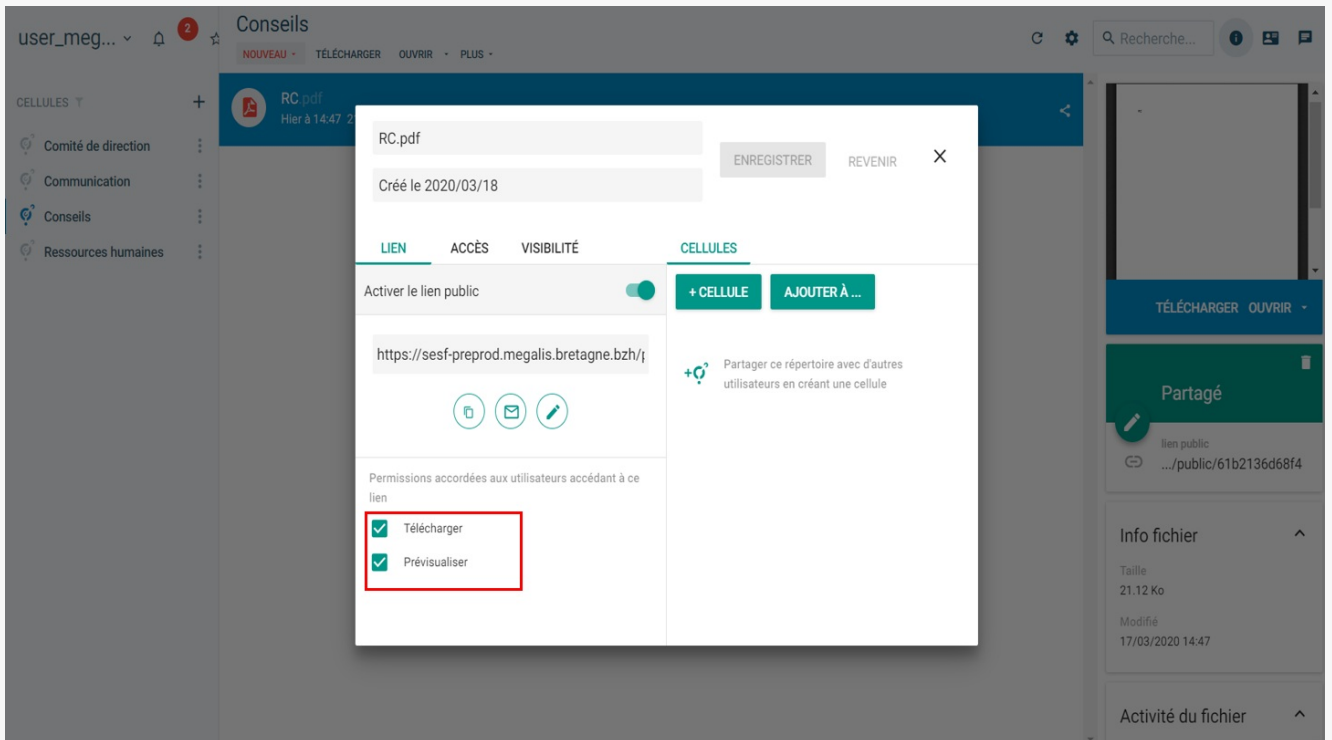 user_meg...
2
Conseils
NOUVEAU
TÉLÉCHARGER
OUVRIR
PLUS
Recherche...
CELLULES
+
Comité de direction
Communication
Conseils
Ressources humaines
RC.pdf
Hier à 14:47
RC.pdf
Créé le 2020/03/18
ENREGISTRER
REVENIR
LIEN
ACCÈS
VISIBILITÉ
CELLULES
Activer le lien public
+ CELLULE
AJOUTER À ...
https://sesf-preprod.megalis.bretagne.bzh/p
Partager ce répertoire avec d'autres
utilisateurs en créant une cellule
Permissions accordées aux utilisateurs accédant à ce
lien
Télécharger
Prévisualiser
TÉLÉCHARGER OUVRIR
Partagé
lien public
.../public/61b2136d68f4
Info fichier
Taille
21.12 Ko
Modifié
17/03/2020 14:47
Activité du fichier